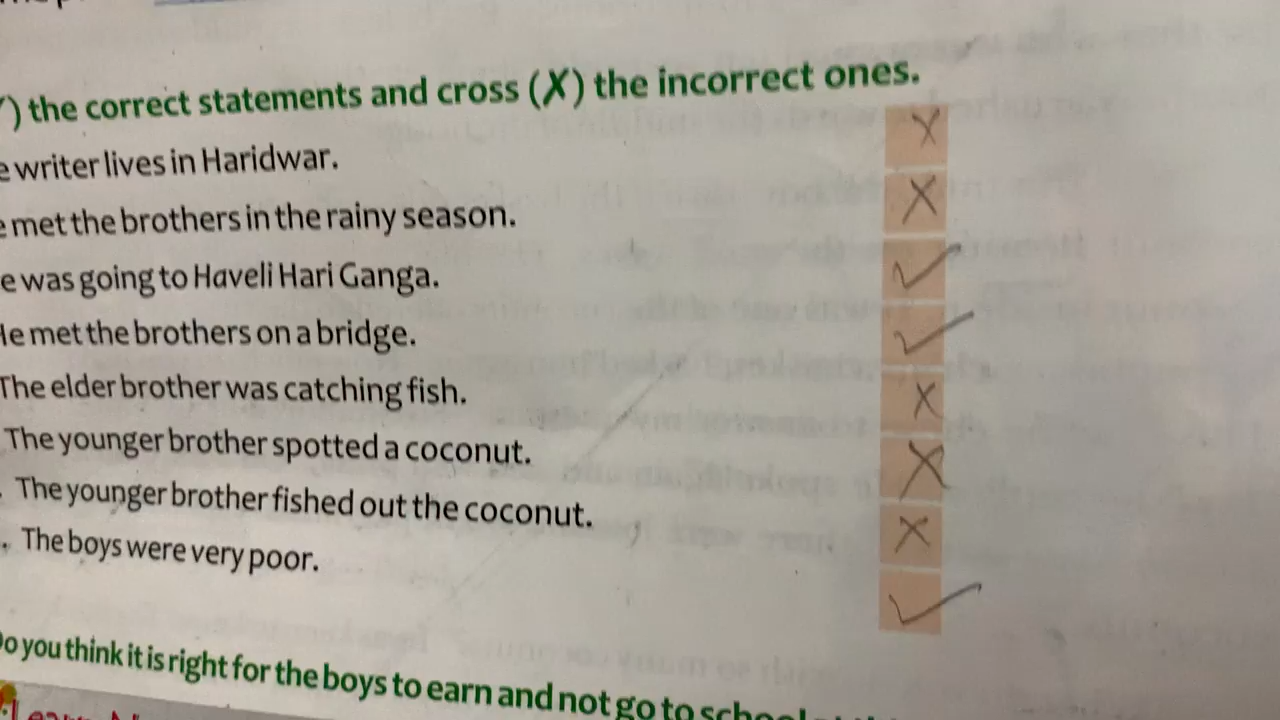 ) the correct statements and cross (✗) the incorrect ones.
e writer lives in Haridwar. ✗
e met the brothers in the rainy season. ✗
e was going to Haveli Hari Ganga. ✓
He met the brothers on a bridge. ✓
The elder brother was catching fish. ✗
The younger brother spotted a coconut. ✗
. The younger brother fished out the coconut. ✗
. The boys were very poor. ✓
Do you think it is right for the boys to earn and not go to school